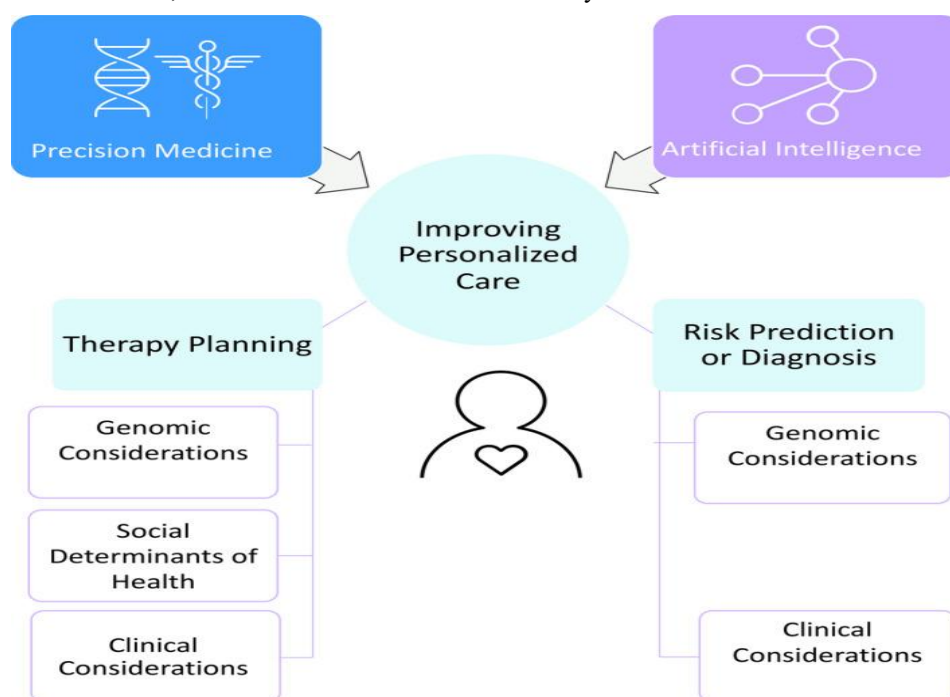 Precision Medicine
Artificial Intelligence
Improving
Personalized
Care
Therapy Planning
Genomic
Considerations
Social
Determinants of
Health
Clinical
Considerations
Risk Prediction
or Diagnosis
Genomic
Considerations
Clinical
Considerations